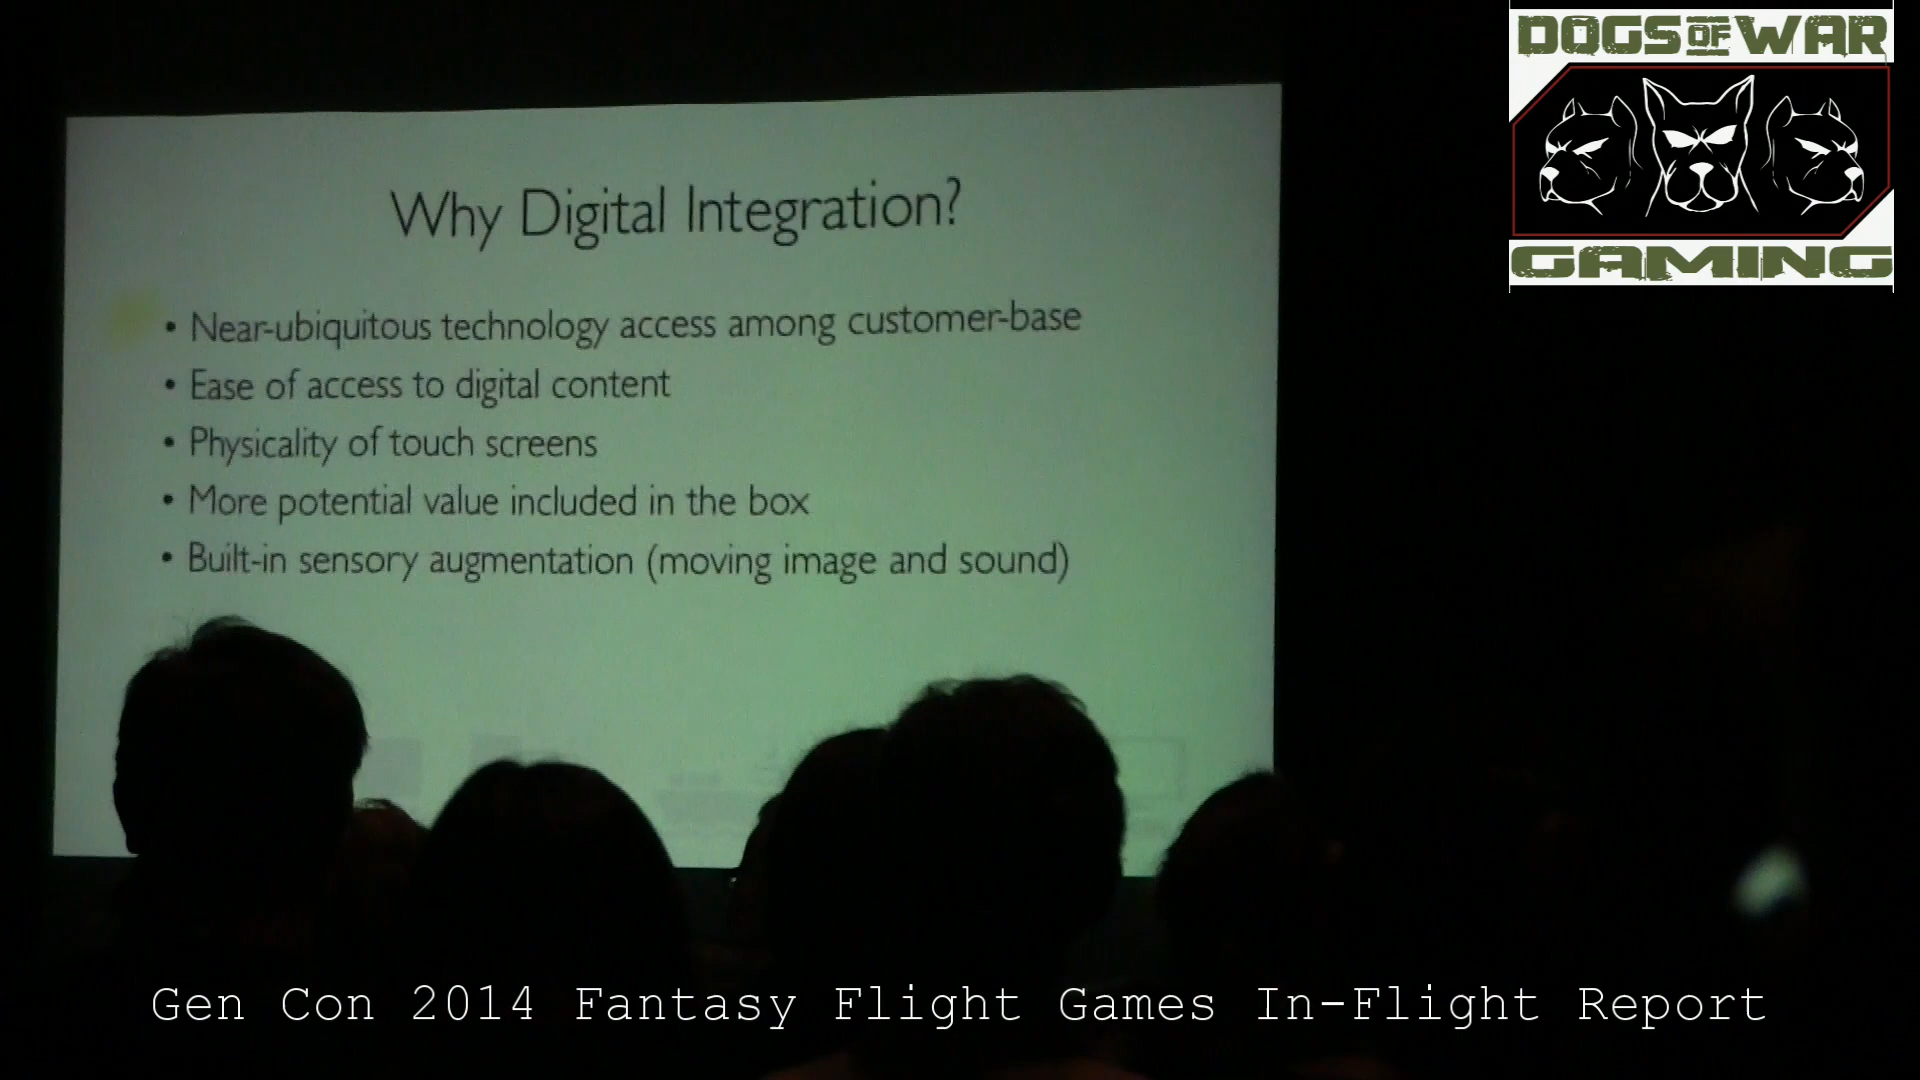 DOGS OF WAR
GAMING
Why Digital Integration?
• Near-ubiquitous technology access among customer-base
• Ease of access to digital content
• Physicality of touch screens
• More potential value included in the box
• Built-in sensory augmentation (moving image and sound)
Gen Con 2014 Fantasy Flight Games In-Flight Report